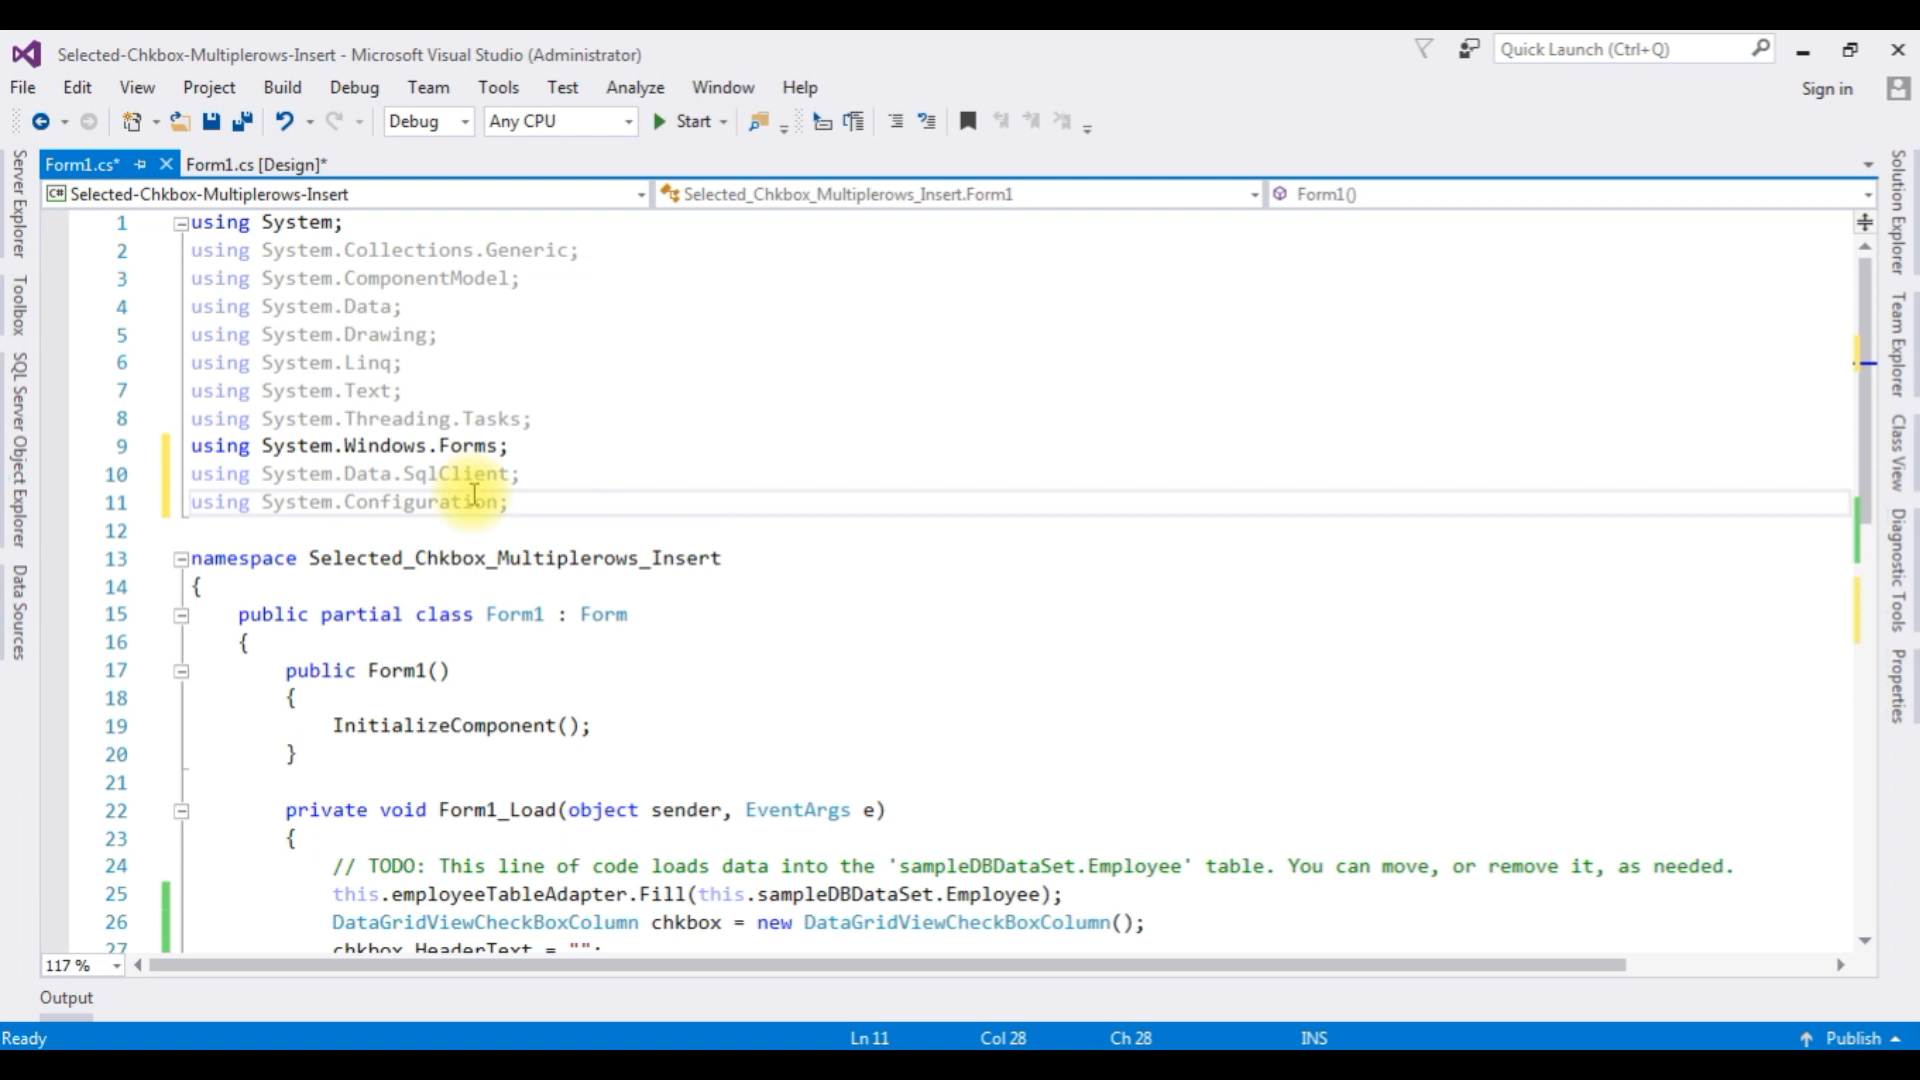 Selected-Chkbox-Multiplerows-Insert - Microsoft Visual Studio (Administrator)
Quick Launch (Ctrl+Q)
File Edit View Project Build Debug Team Tools Test Analyze Window Help
Sign in
Debug Any CPU Start
Form1.cs* Form1.cs [Design]*
C# Selected-Chkbox-Multiplerows-Insert Selected_Chkbox_Multiplerows_Insert.Form1 Form1()
Server Explorer
Toolbox
SQL Server Object Explorer
Data Sources
1 using System;
2 using System.Collections.Generic;
3 using System.ComponentModel;
4 using System.Data;
5 using System.Drawing;
6 using System.Linq;
7 using System.Text;
8 using System.Threading.Tasks;
9 using System.Windows.Forms;
10 using System.Data.SqlClient;
11 using System.Configuration;
12
13 namespace Selected_Chkbox_Multiplerows_Insert
14 {
15 public partial class Form1 : Form
16 {
17 public Form1()
18 {
19 InitializeComponent();
20 }
21
22 private void Form1_Load(object sender, EventArgs e)
23 {
24 // TODO: This line of code loads data into the 'sampleDBDataSet.Employee' table. You can move, or remove it, as needed.
25 this.employeeTableAdapter.Fill(this.sampleDBDataSet.Employee);
26 DataGridViewCheckBoxColumn chkbox = new DataGridViewCheckBoxColumn();
27 chkbox.HeaderText = "";
Solution Explorer
Team Explorer
Class View
Diagnostic Tools
Properties
117 %
Output
Ready Ln 11 Col 28 Ch 28 INS Publish